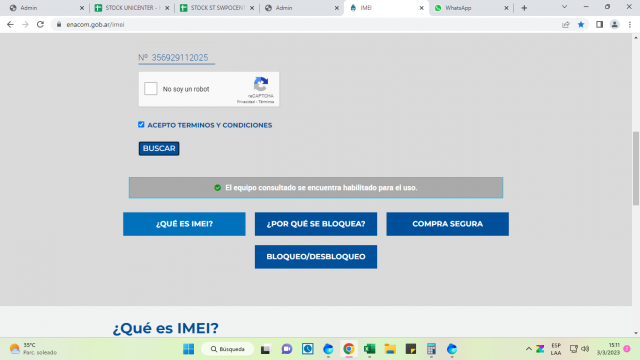 Admin
STOCK UNICENTER -
STOCK ST SWPOCENT
Admin
IMEI
WhatsApp
enacom.gob.ar/imei
Nº 356929112025
No soy un robot
reCAPTCHA
Privacidad - Términos
ACEPTO TERMINOS Y CONDICIONES
BUSCAR
El equipo consultado se encuentra habilitado para el uso.
¿QUÉ ES IMEI?
¿POR QUÉ SE BLOQUEA?
COMPRA SEGURA
BLOQUEO/DESBLOQUEO
¿Qué es IMEI?
35°C
Parc. soleado
Búsqueda
ESP
LAA
15:11
3/3/2023